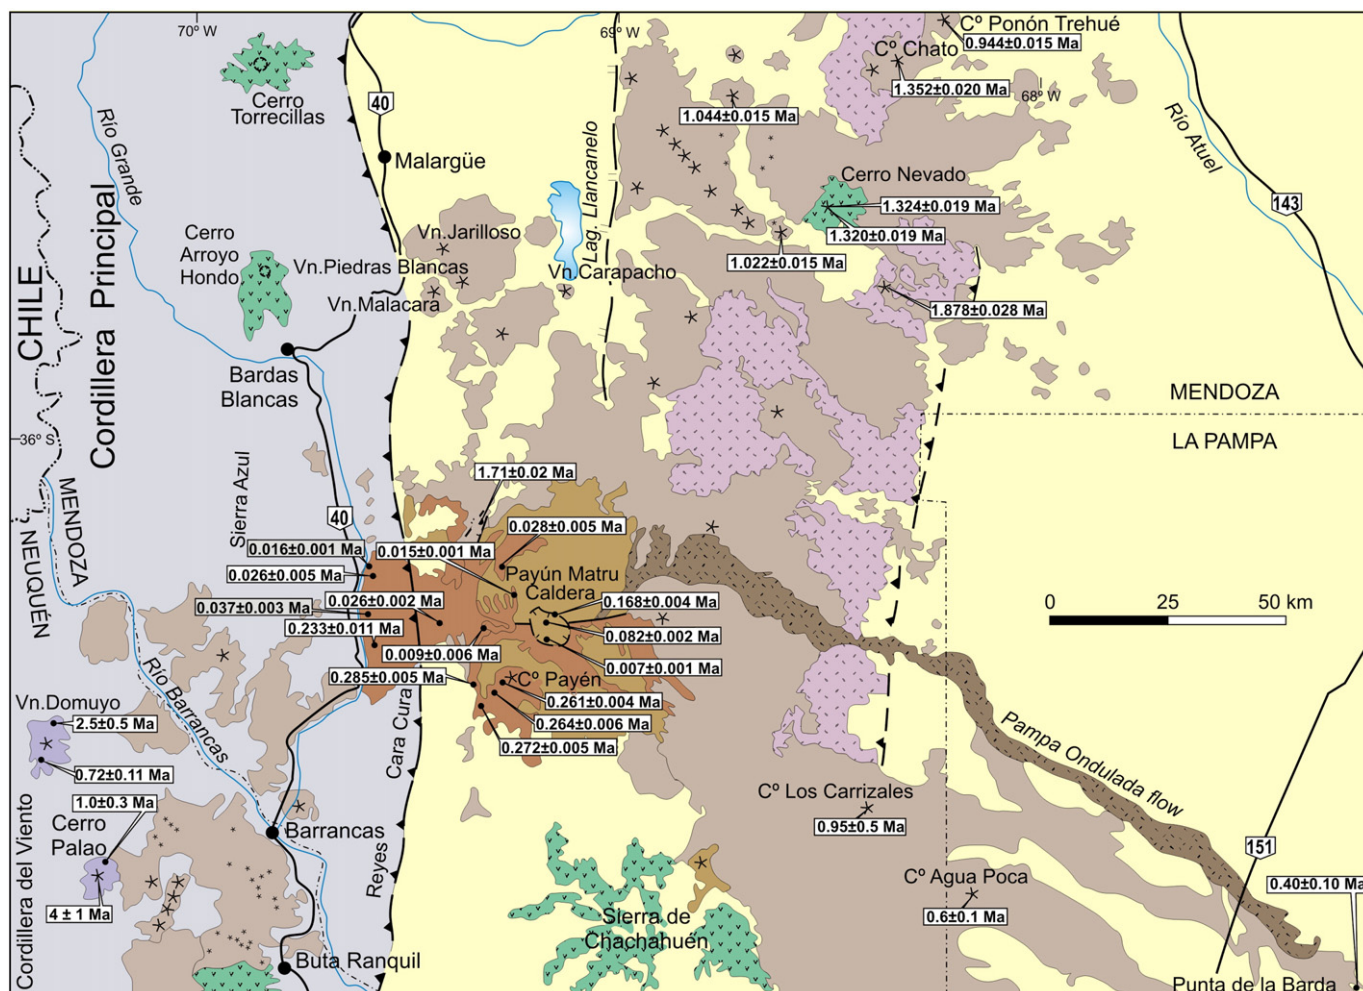 70º W
69º W
Cº Ponón Trehué
0.944±0.015 Ma
Cº Chato
1.352±0.020 Ma
68º W
Cerro
Torrecillas
40
1.044±0.015 Ma
Río Grande
Río Atuel
Malargüe
Lag. Llancanelo
Cerro Nevado
1.324±0.019 Ma
143
1.320±0.019 Ma
1.022±0.015 Ma
Cerro
Arroyo
Hondo
Vn.Jarilloso
Vn.Piedras Blancas
Vn.Carapacho
Vn.Malacara
1.878±0.028 Ma
CHILE
Cordillera Principal
Bardas
Blancas
MENDOZA
LA PAMPA
36º S
MENDOZA
NEUQUÉN
Sierra Azul
40
1.71±0.02 Ma
0.028±0.005 Ma
0.016±0.001 Ma
0.015±0.001 Ma
0.026±0.005 Ma
Payún Matru
Caldera
0.037±0.003 Ma
0.026±0.002 Ma
0.168±0.004 Ma
0.233±0.011 Ma
0.082±0.002 Ma
0.009±0.006 Ma
0.007±0.001 Ma
0.285±0.005 Ma
Cº Payén
0.261±0.004 Ma
0.264±0.006 Ma
0.272±0.005 Ma
0
25
50 km
Río Barrancas
Vn.Domuyo
2.5±0.5 Ma
0.72±0.11 Ma
1.0±0.3 Ma
Cerro
Palao
4 ± 1 Ma
Cordillera del Viento
Cara Cura
Reyes
Barrancas
Buta Ranquil
Pampa Ondulada flow
Cº Los Carrizales
0.95±0.5 Ma
Cº Agua Poca
0.6±0.1 Ma
151
0.40±0.10 Ma
Sierra de
Chachahuén
Punta de la Barda